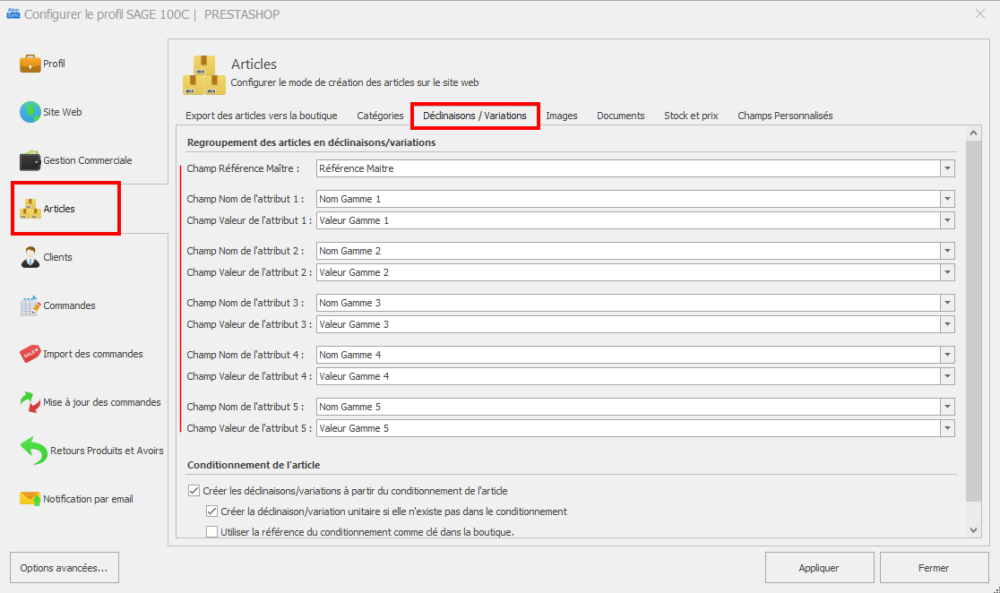 Atoo Sync Configurer le profil SAGE 100C | PRESTASHOP
Profil
Site Web
Gestion Commerciale
Articles
Clients
Commandes
Import des commandes
Mise à jour des commandes
Retours Produits et Avoirs
Notification par email
Articles
Configurer le mode de création des articles sur le site web
Export des articles vers la boutique Catégories Déclinaisons / Variations Images Documents Stock et prix Champs Personnalisés
Regroupement des articles en déclinaisons/variations
Champ Référence Maître : Référence Maitre
Champ Nom de l'attribut 1 : Nom Gamme 1
Champ Valeur de l'attribut 1 : Valeur Gamme 1
Champ Nom de l'attribut 2 : Nom Gamme 2
Champ Valeur de l'attribut 2 : Valeur Gamme 2
Champ Nom de l'attribut 3 : Nom Gamme 3
Champ Valeur de l'attribut 3 : Valeur Gamme 3
Champ Nom de l'attribut 4 : Nom Gamme 4
Champ Valeur de l'attribut 4 : Valeur Gamme 4
Champ Nom de l'attribut 5 : Nom Gamme 5
Champ Valeur de l'attribut 5 : Valeur Gamme 5
Conditionnement de l'article
Créer les déclinaisons/variations à partir du conditionnement de l'article
Créer la déclinaison/variation unitaire si elle n'existe pas dans le conditionnement
Utiliser la référence du conditionnement comme clé dans la boutique.
Options avancées... Appliquer Fermer